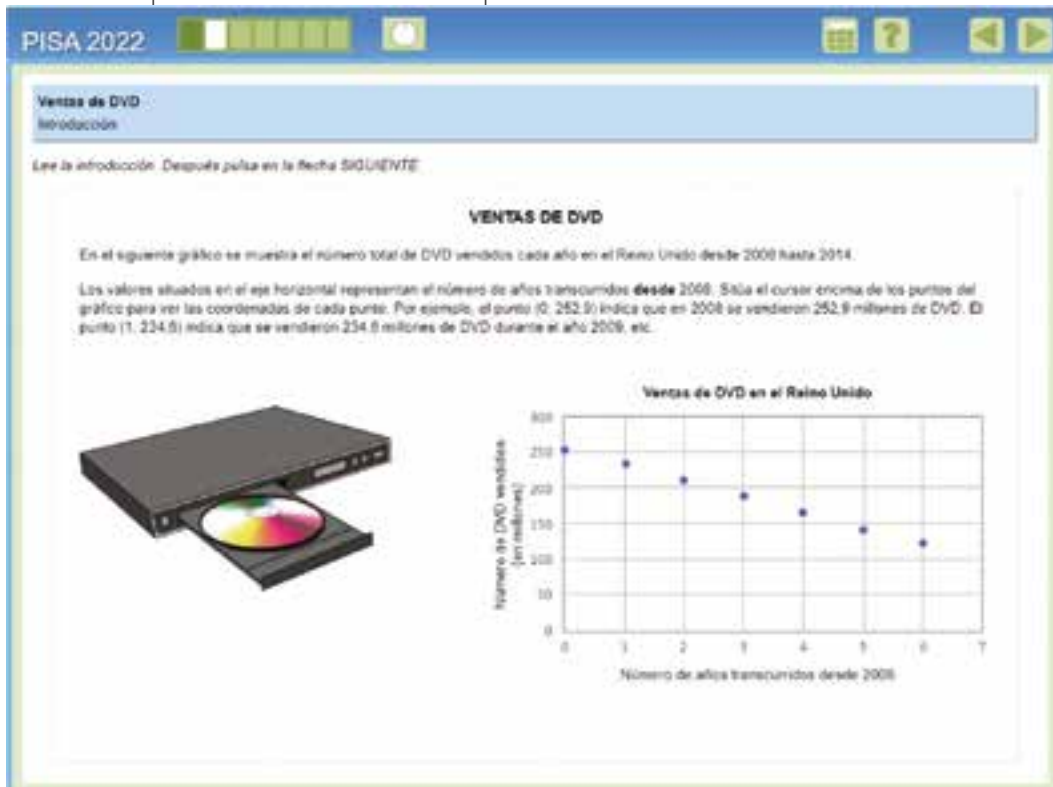 PISA 2022
?
Ventas de DVD
Introducción
Lee la introducción. Después pulsa en la flecha SIGUIENTE.
VENTAS DE DVD
En el siguiente gráfico se muestra el número total de DVD vendidos cada año en el Reino Unido desde 2008 hasta 2014.
Los valores situados en el eje horizontal representan el número de años transcurridos desde 2008. Sitúa el cursor encima de los puntos del
gráfico para ver las coordenadas de cada punto. Por ejemplo, el punto (0; 252,9) indica que en 2008 se vendieron 252,9 millones de DVD. El
punto (1; 234,6) indica que se vendieron 234,6 millones de DVD durante el año 2009, etc.
Ventas de DVD en el Reino Unido
Número de DVD vendidos
(en millones)
300
250
200
150
100
50
0
0 1 2 3 4 5 6 7
Número de años transcurridos desde 2008